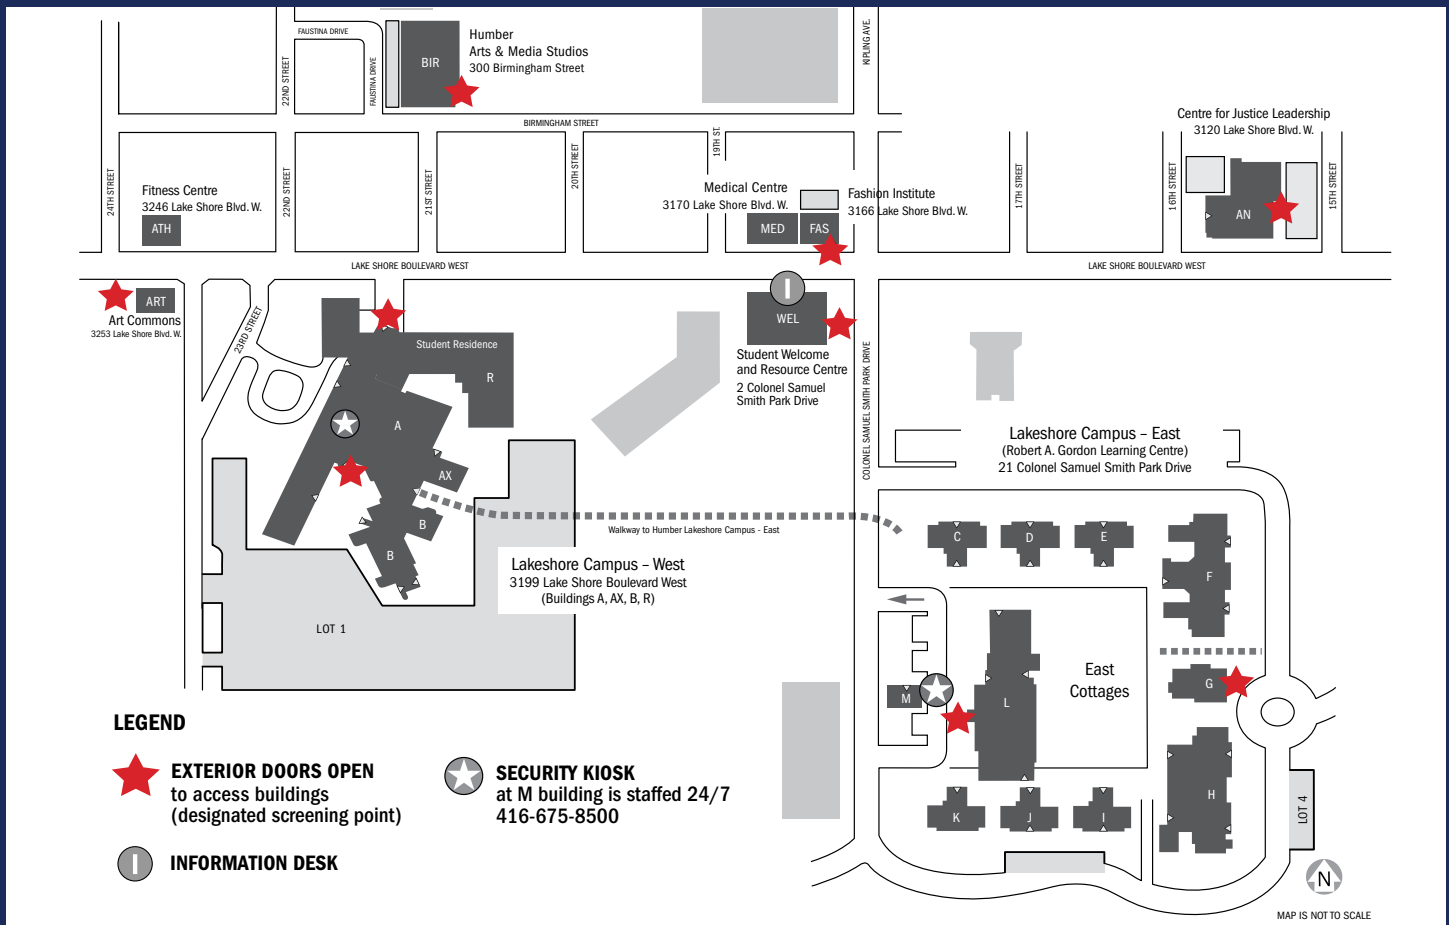 FAUSTINA DRIVE
22ND STREET
FAUSTINA DRIVE
BIR
Humber
Arts & Media Studios
300 Birmingham Street
KIPLING AVE.
BIRMINGHAM STREET
Centre for Justice Leadership
3120 Lake Shore Blvd. W.
24TH STREET
Fitness Centre
3246 Lake Shore Blvd. W.
ATH
22ND STREET
21ST STREET
20TH STREET
19TH ST.
Medical Centre
3170 Lake Shore Blvd. W.
MED
FAS
Fashion Institute
3166 Lake Shore Blvd. W.
17TH STREET
16TH STREET
AN
15TH STREET
LAKE SHORE BOULEVARD WEST
LAKE SHORE BOULEVARD WEST
ART
Art Commons
3253 Lake Shore Blvd. W.
23RD STREET
Student Residence
R
A
AX
B
B
I
WEL
Student Welcome
and Resource Centre
2 Colonel Samuel
Smith Park Drive
COLONEL SAMUEL SMITH PARK DRIVE
Lakeshore Campus – East
(Robert A. Gordon Learning Centre)
21 Colonel Samuel Smith Park Drive
Walkway to Humber Lakeshore Campus - East
Lakeshore Campus – West
3199 Lake Shore Boulevard West
(Buildings A, AX, B, R)
LOT 1
C
D
E
F
G
H
M
L
East
Cottages
K
J
I
LOT 4
LEGEND
EXTERIOR DOORS OPEN
to access buildings
(designated screening point)
SECURITY KIOSK
at M building is staffed 24/7
416-675-8500
I
INFORMATION DESK
N
MAP IS NOT TO SCALE